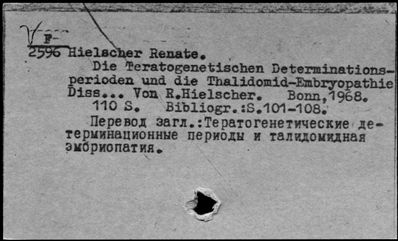 F
2596 Hielscher Renate.
Die Teratogenetischen Determinations-
perioden und die Thalidomid-Embryopathie
Diss... Von R.Hielscher. Bonn,1968.
110 S. Bibliogr.:S.101-108.
Перевод загл.:Тератогенетические де-
терминационные периоды и талидомидная
эмбриопатия.